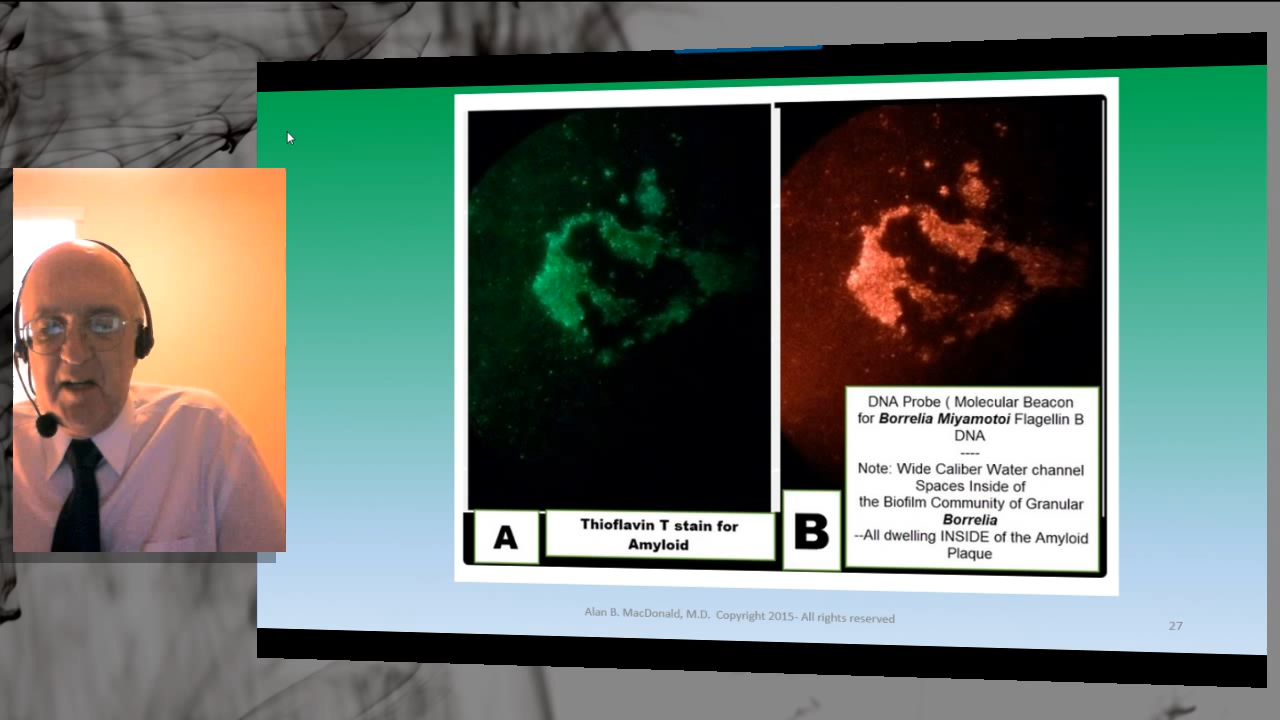 A
Thioflavin T stain for
Amyloid
B
DNA Probe ( Molecular Beacon
for Borrelia Miyamotoi Flagellin B
DNA
----
Note: Wide Caliber Water channel
Spaces Inside of
the Biofilm Community of Granular
Borrelia
--All dwelling INSIDE of the Amyloid
Plaque
Alan B. MacDonald, M.D. Copyright 2015- All rights reserved
27